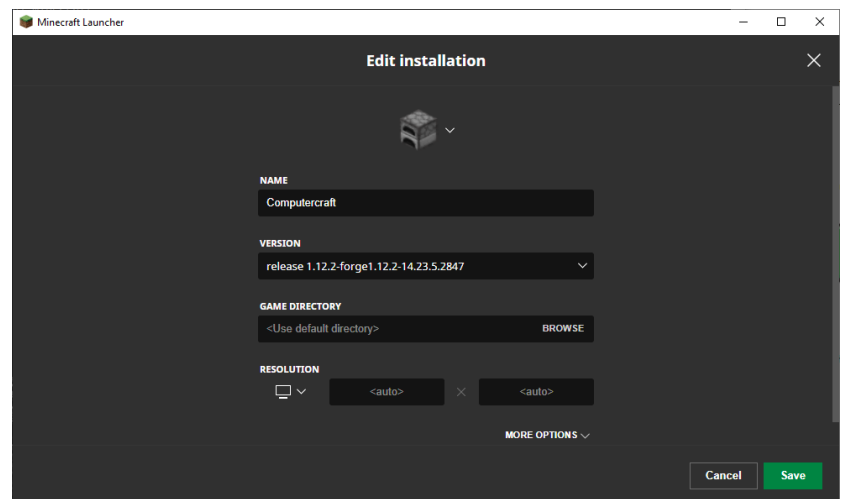 Minecraft Launcher
Edit installation
NAME
Computercraft
VERSION
release 1.12.2-forge1.12.2-14.23.5.2847
GAME DIRECTORY
<Use default directory> BROWSE
RESOLUTION
<auto> <auto>
MORE OPTIONS
Cancel Save